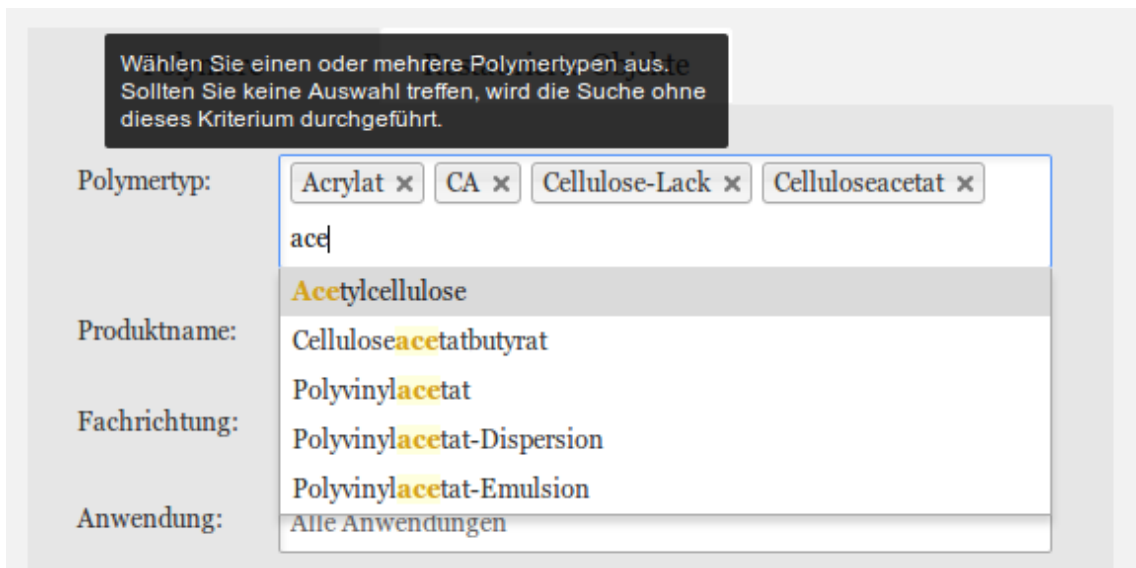 Wählen Sie einen oder mehrere Polymertypen aus.
Sollten Sie keine Auswahl treffen, wird die Suche ohne
dieses Kriterium durchgeführt.
Polymertyp:
Acrylat × CA × Cellulose-Lack × Celluloseacetat ×
ace
Acetylcellulose
Produktname:
Celluloseacetatbutyrat
Polyvinylacetat
Fachrichtung:
Polyvinylacetat-Dispersion
Polyvinylacetat-Emulsion
Anwendung:
Alle Anwendungen